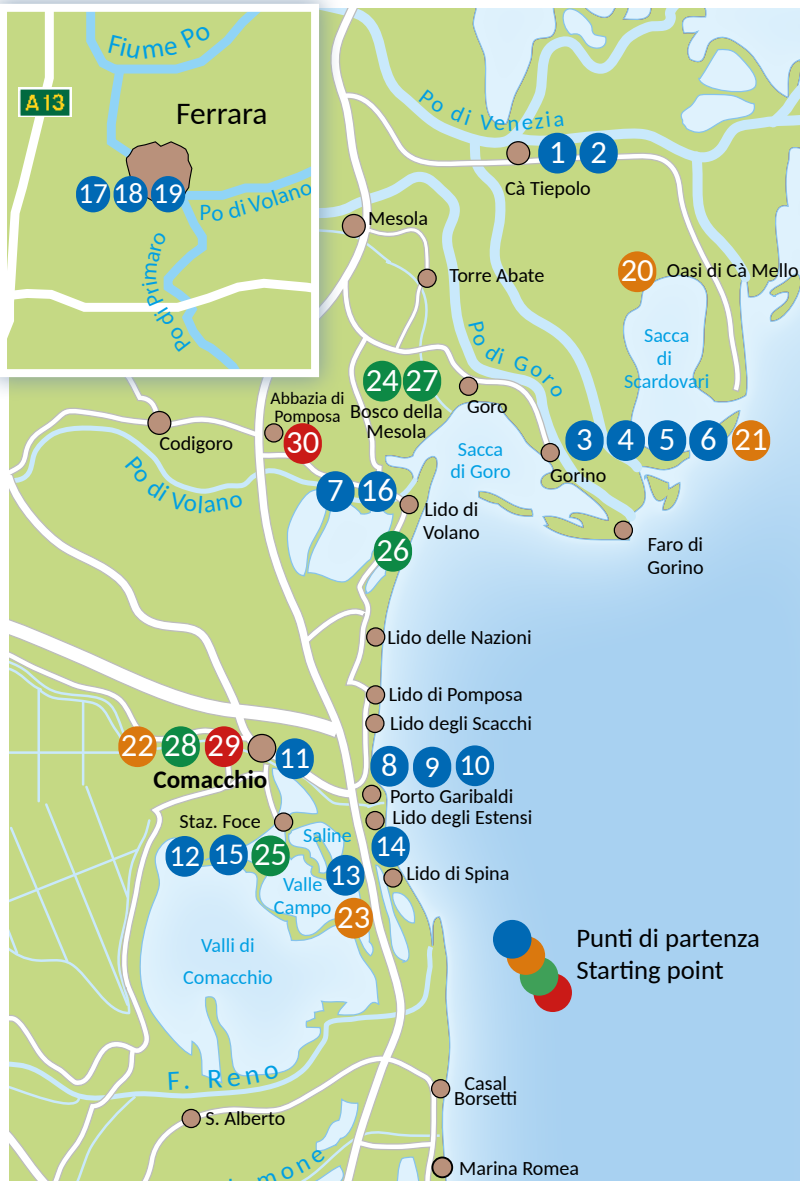 Fiume Po
A13
Ferrara
17 18 19
Po di Volano
Po di Primaro
Po di Venezia
1 2
Cà Tiepolo
Mesola
Torre Abate
20 Oasi di Cà Mello
Sacca
di
Scardovari
Po di Goro
24 27
Bosco della
Mesola
Goro
Abbazia di
Pomposa
30
Codigoro
Po di Volano
Sacca
di Goro
3 4 5 6 21
Gorino
7 16
Lido di
Volano
Faro di
Gorino
26
Lido delle Nazioni
Lido di Pomposa
Lido degli Scacchi
22 28 29
11
Comacchio
8 9 10
Porto Garibaldi
Lido degli Estensi
Staz. Foce
Saline
12 15 25
14
13
Valle
Campo
Lido di Spina
23
Valli di
Comacchio
Punti di partenza
Starting point
F. Reno
Casal
Borsetti
S. Alberto
mone
Marina Romea